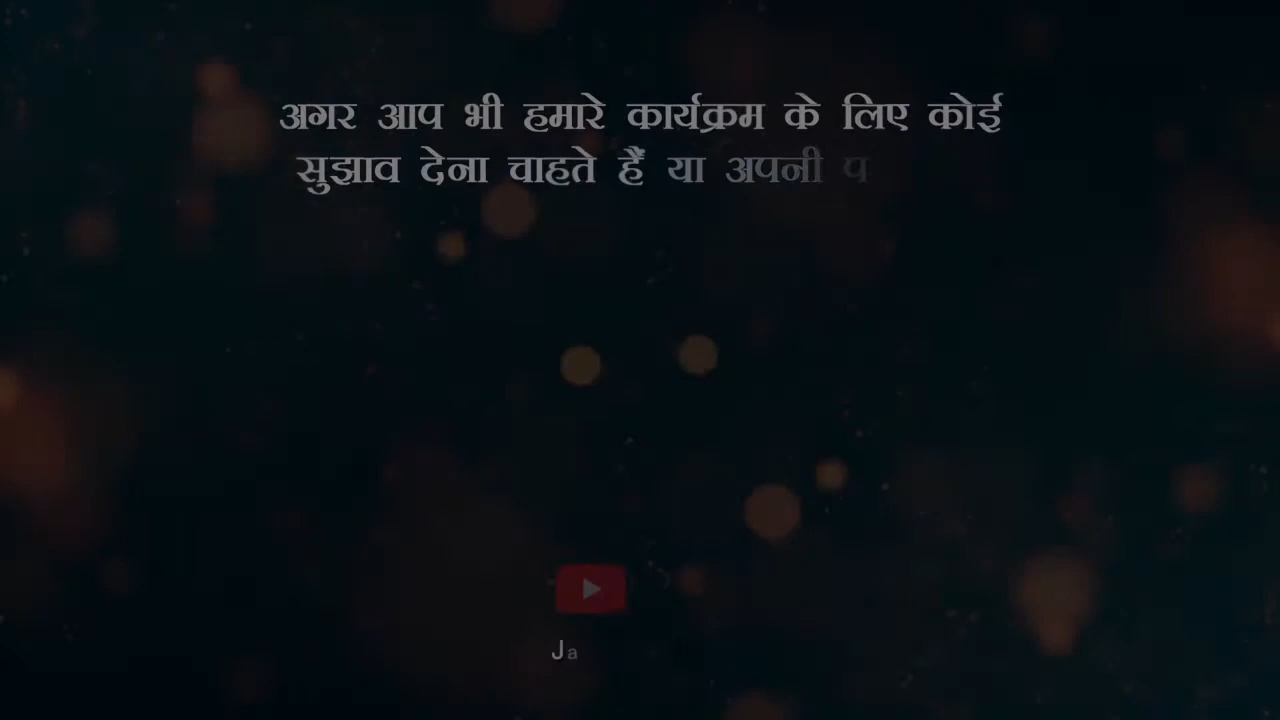 अगर आप भी हमारे कार्यक्रम के लिए कोई
सुझाव देना चाहते हैं या अपनी प
Ja